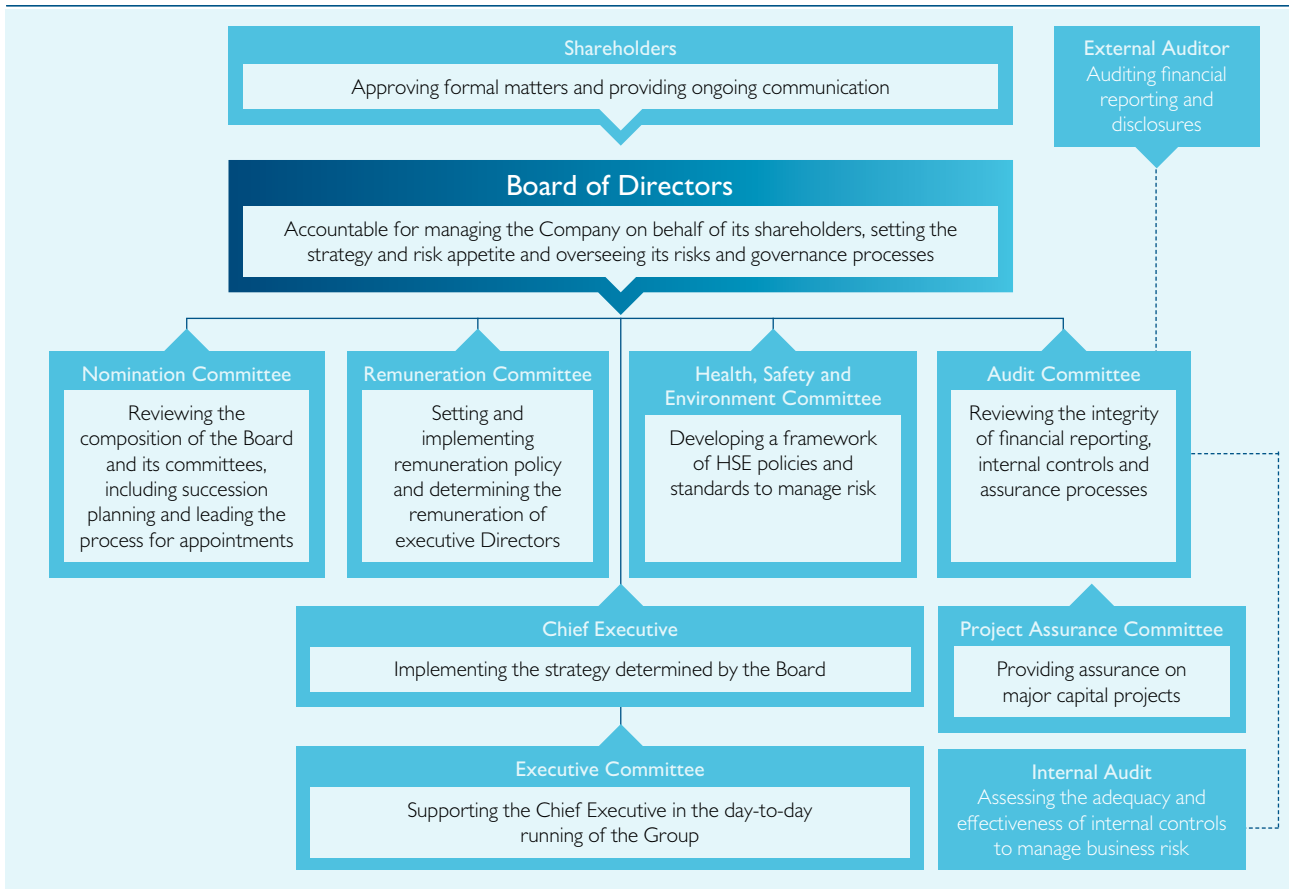 Shareholders
Approving formal matters and providing ongoing communication
External Auditor
Auditing financial
reporting and
disclosures
Board of Directors
Accountable for managing the Company on behalf of its shareholders, setting the
strategy and risk appetite and overseeing its risks and governance processes
Nomination Committee
Reviewing the
composition of the Board
and its committees,
including succession
planning and leading the
process for appointments
Remuneration Committee
Setting and
implementing
remuneration policy
and determining the
remuneration of
executive Directors
Health, Safety and
Environment Committee
Developing a framework
of HSE policies and
standards to manage risk
Audit Committee
Reviewing the integrity
of financial reporting,
internal controls and
assurance processes
Chief Executive
Implementing the strategy determined by the Board
Project Assurance Committee
Providing assurance on
major capital projects
Executive Committee
Supporting the Chief Executive in the day-to-day
running of the Group
Internal Audit
Assessing the adequacy and
effectiveness of internal controls
to manage business risk